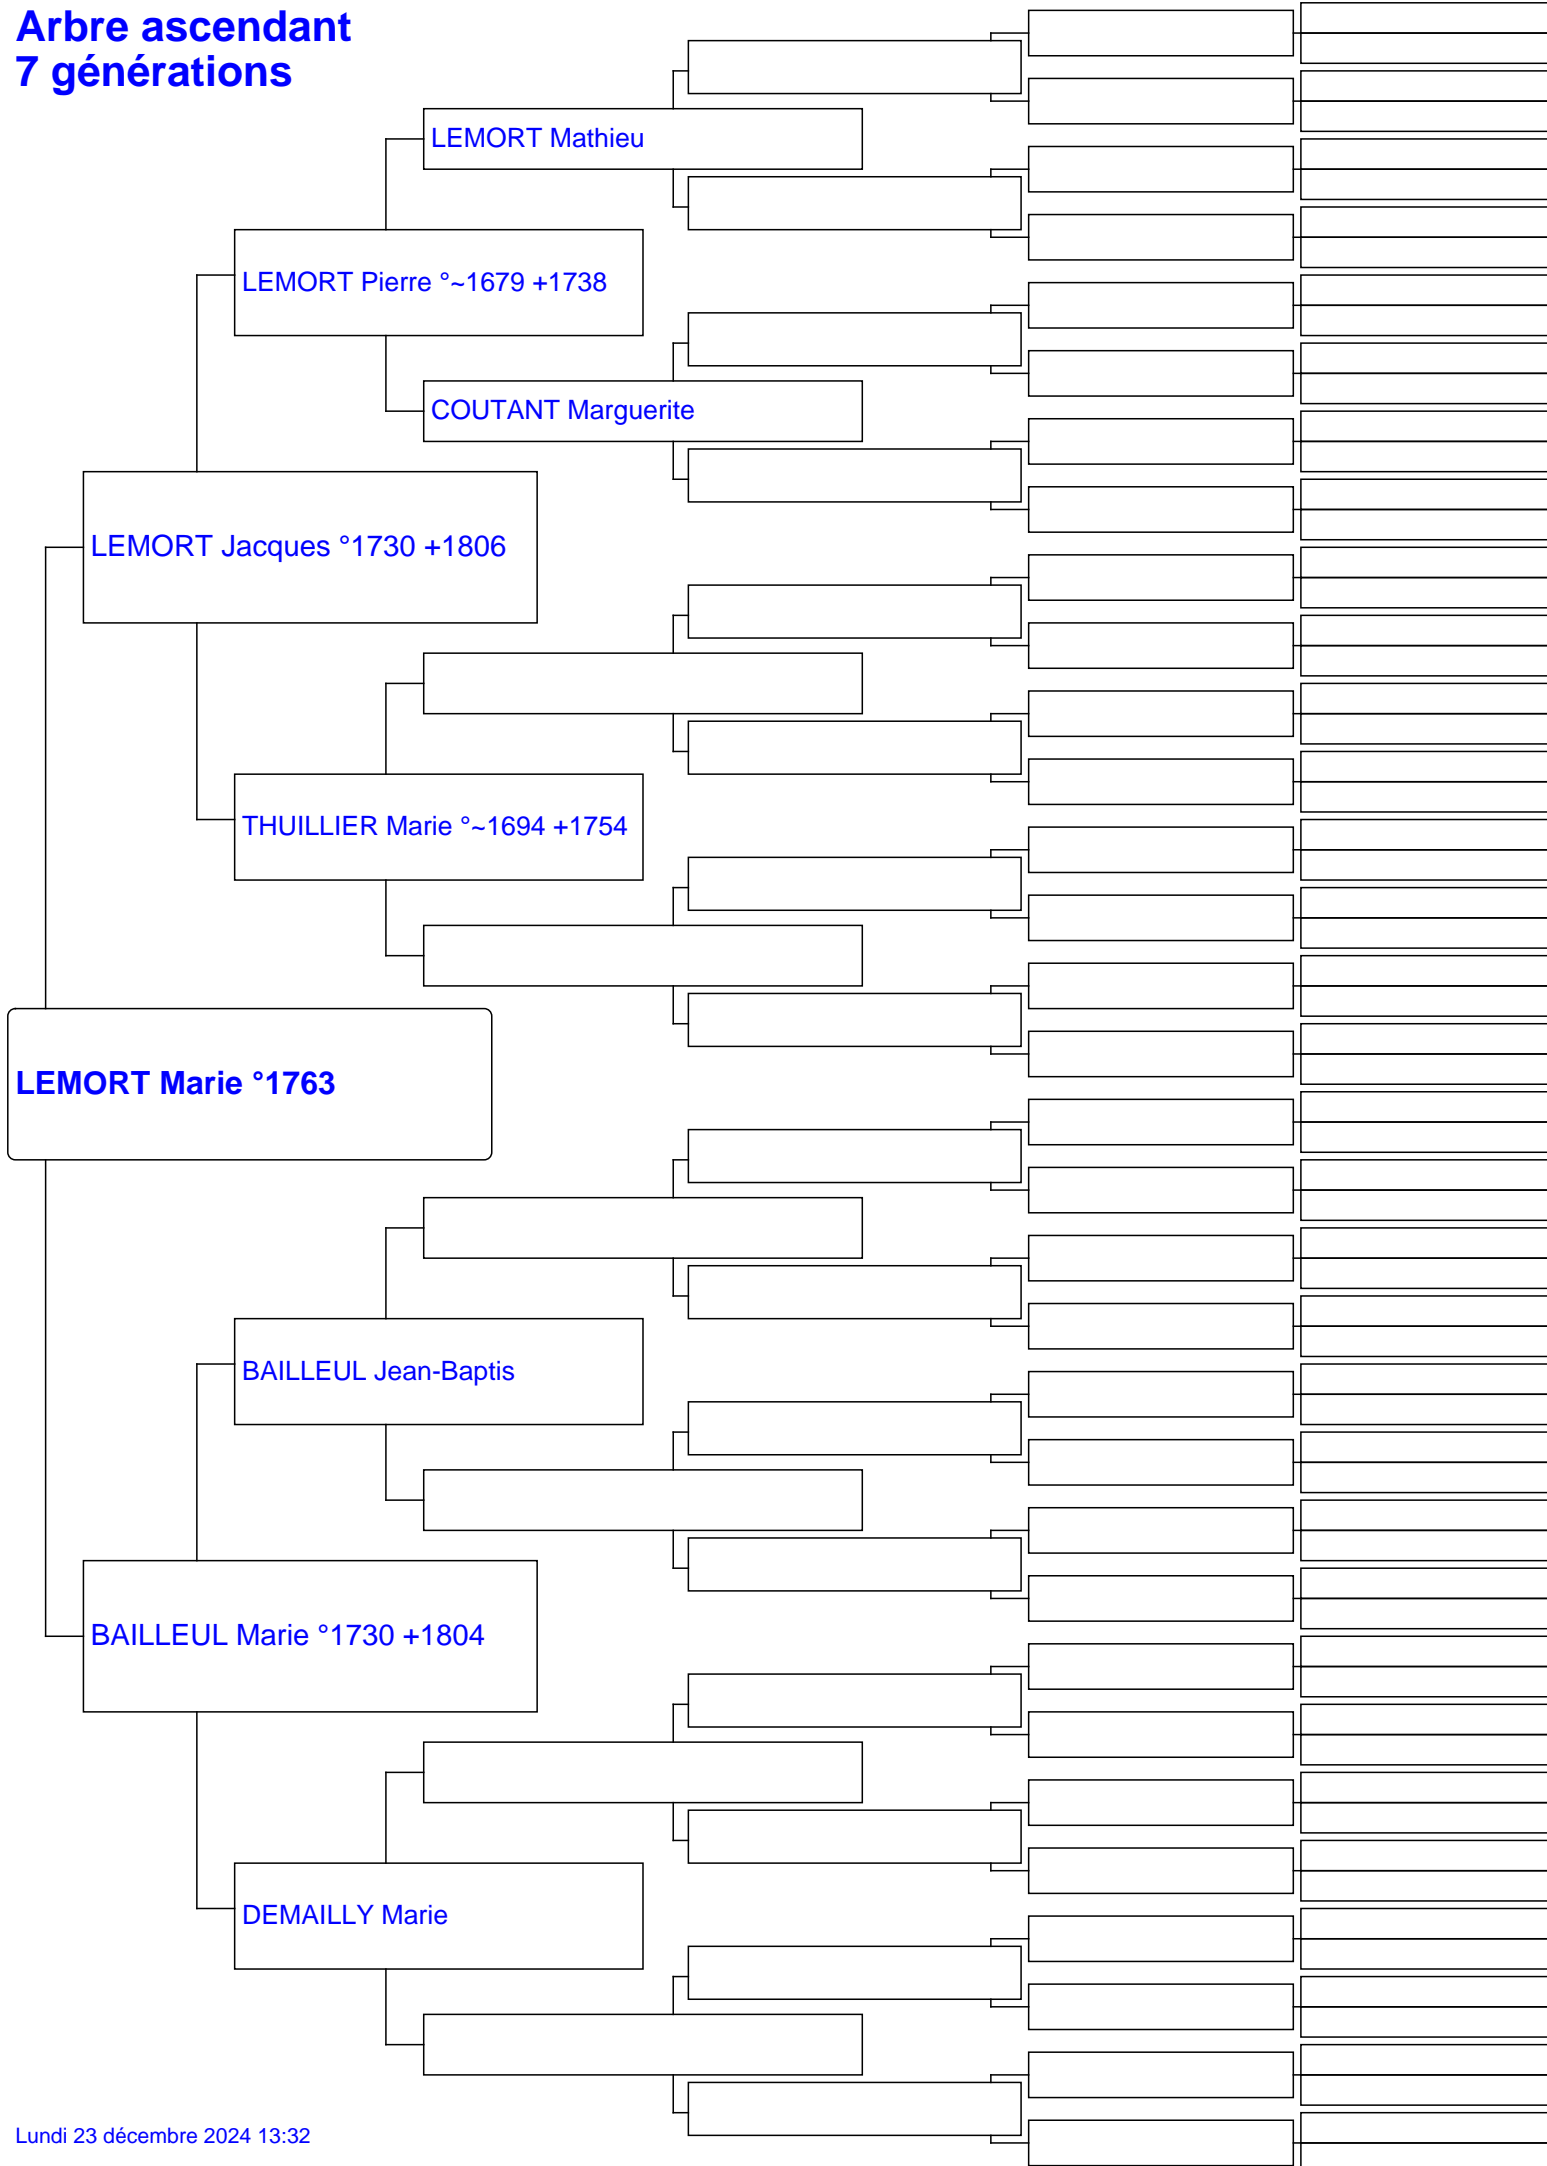 Arbre ascendant
7 générations
LEMORT Mathieu
LEMORT Pierre °~1679 +1738
COUTANT Marguerite
LEMORT Jacques °1730 +1806
THUILLIER Marie °~1694 +1754
LEMORT Marie °1763
BAILLEUL Jean-Baptis
BAILLEUL Marie °1730 +1804
DEMAILLY Marie
Lundi 23 décembre 2024 13:32